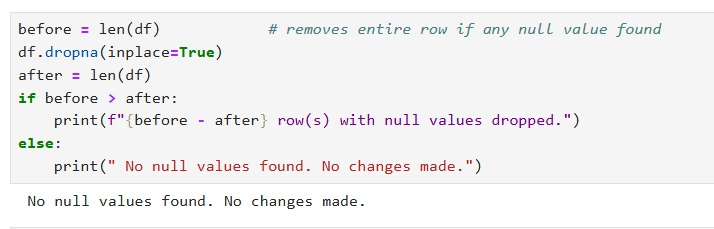 before = len(df)            # removes entire row if any null value found
df.dropna(inplace=True)
after = len(df)
if before > after:
    print(f"{before - after} row(s) with null values dropped.")
else:
    print(" No null values found. No changes made.")
 No null values found. No changes made.